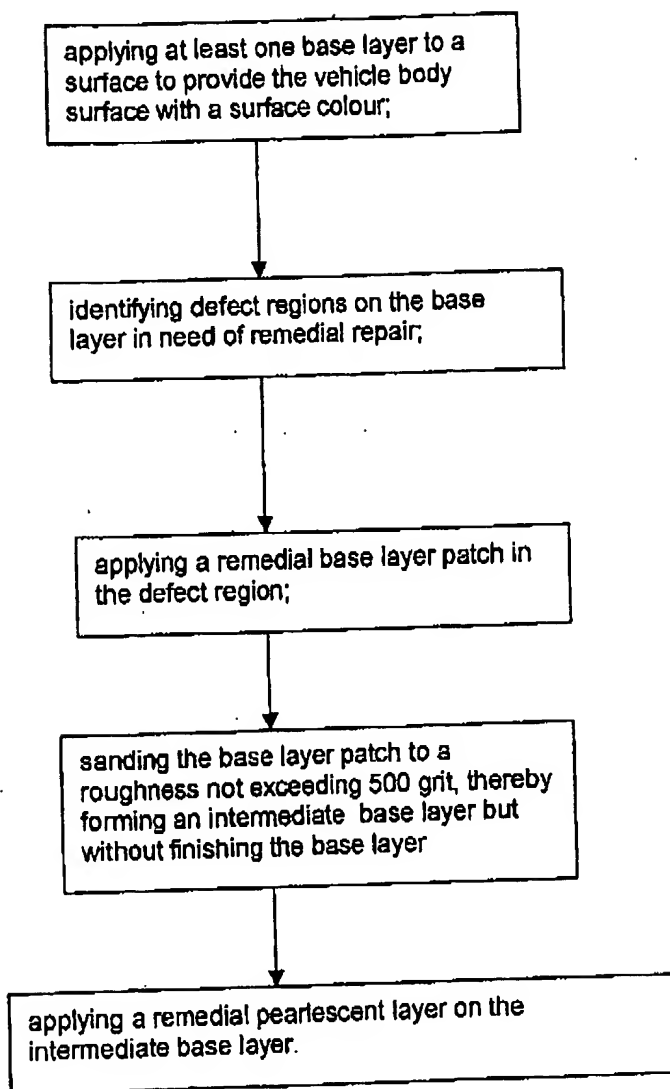 applying at least one base layer to a
surface to provide the vehicle body
surface with a surface colour;
identifying defect regions on the base
layer in need of remedial repair;
applying a remedial base layer patch in
the defect region;
sanding the base layer patch to a
roughness not exceeding 500 grit, thereby
forming an intermediate base layer but
without finishing the base layer
applying a remedial pearlescent layer on the
intermediate base layer.